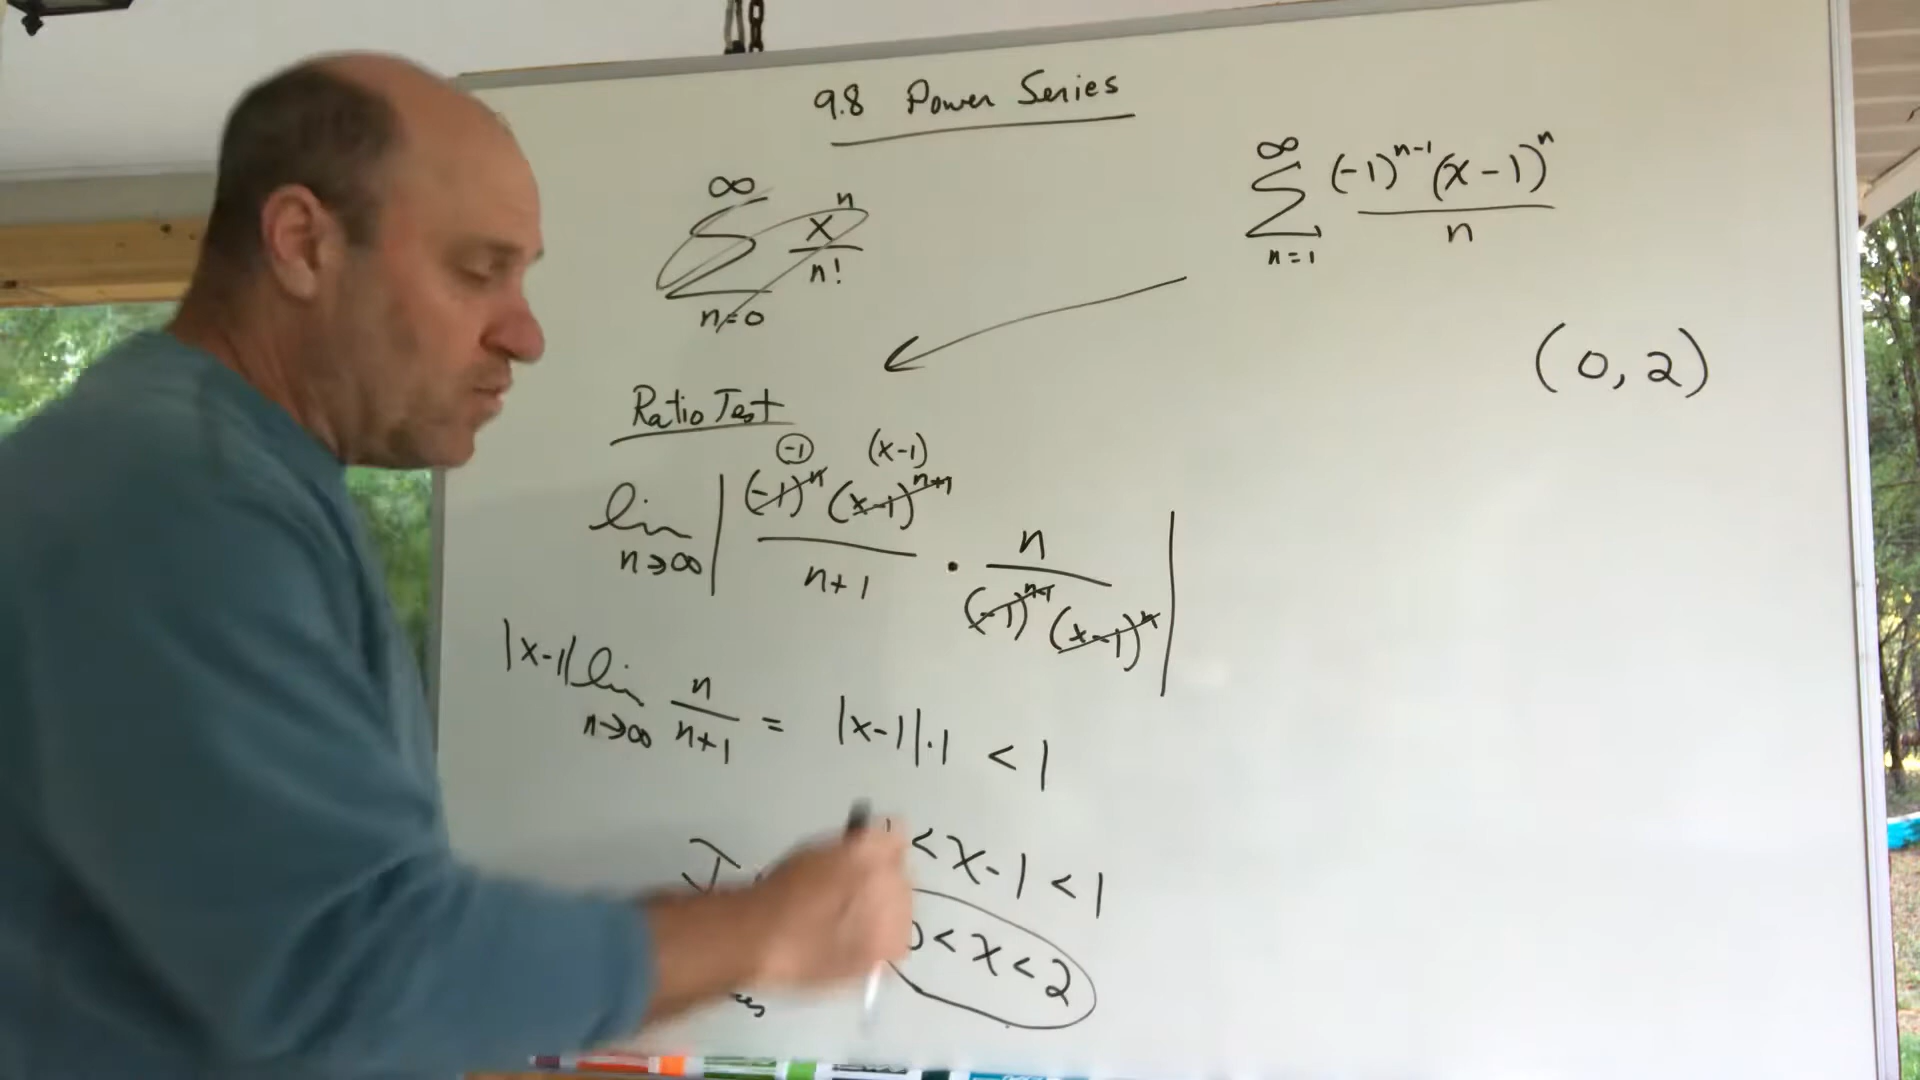 9.8 Power Series
∞ ∑ n=0 x^n / n!
∞ ∑ n=1 (-1)^{n-1} (x-1)^n / n
(0, 2)
Ratio Test
-1 (x-1)
lim n→∞ | (-1)^n (x-1)^{n+1} / n+1 · n / (-1)^{n-1} (x-1)^n |
|x-1| lim n→∞ n / n+1 = |x-1|·1 < 1
< x-1 < 1
0 < x < 2